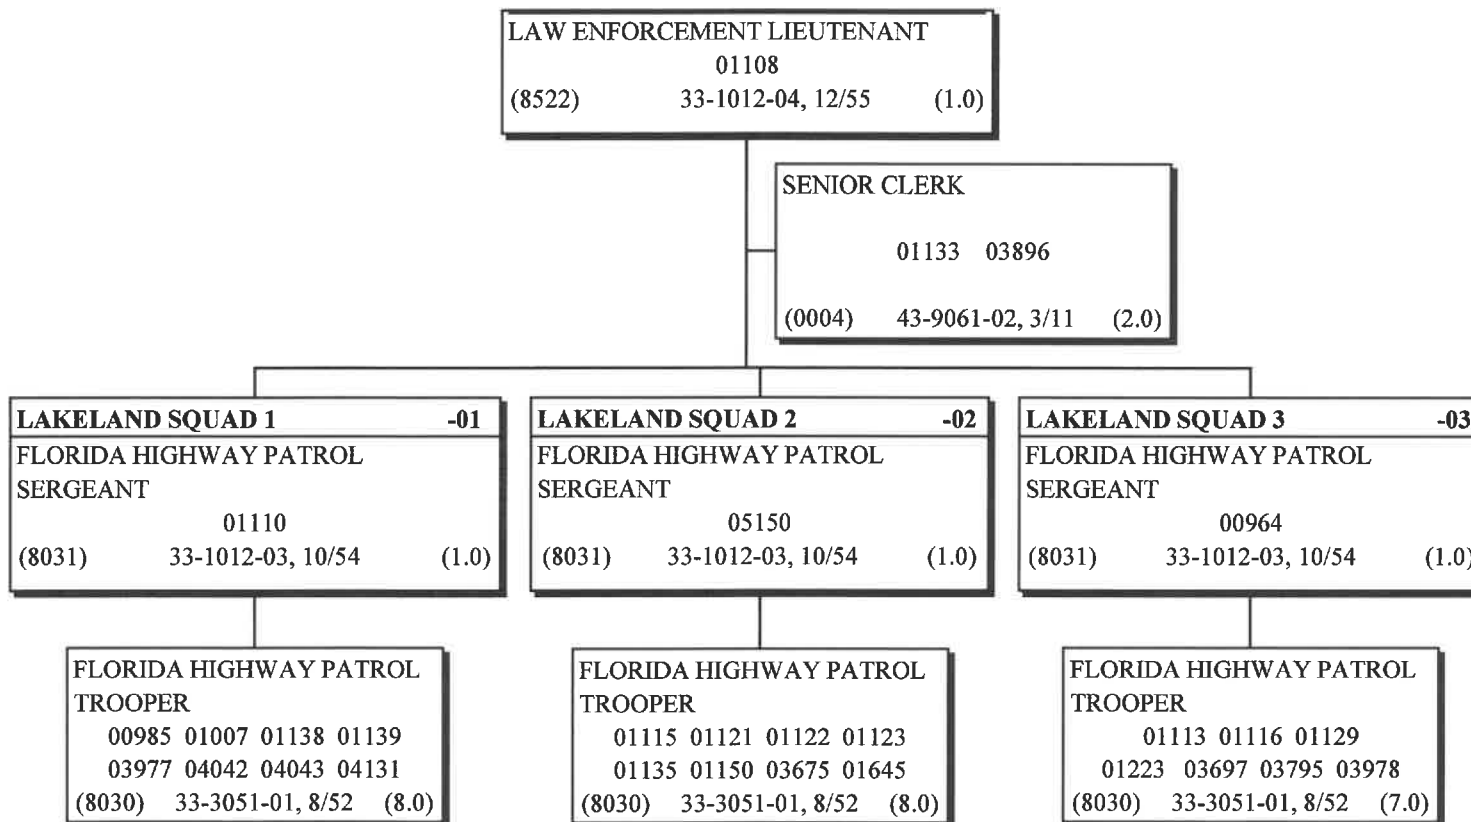 LAW ENFORCEMENT LIEUTENANT
01108
(8522) 33-1012-04, 12/55 (1.0)
SENIOR CLERK
01133 03896
(0004) 43-9061-02, 3/11 (2.0)
LAKELAND SQUAD 1 -01
FLORIDA HIGHWAY PATROL
SERGEANT
01110
(8031) 33-1012-03, 10/54 (1.0)
FLORIDA HIGHWAY PATROL
TROOPER
00985 01007 01138 01139
03977 04042 04043 04131
(8030) 33-3051-01, 8/52 (8.0)
LAKELAND SQUAD 2 -02
FLORIDA HIGHWAY PATROL
SERGEANT
05150
(8031) 33-1012-03, 10/54 (1.0)
FLORIDA HIGHWAY PATROL
TROOPER
01115 01121 01122 01123
01135 01150 03675 01645
(8030) 33-3051-01, 8/52 (8.0)
LAKELAND SQUAD 3 -03
FLORIDA HIGHWAY PATROL
SERGEANT
00964
(8031) 33-1012-03, 10/54 (1.0)
FLORIDA HIGHWAY PATROL
TROOPER
01113 01116 01129
01223 03697 03795 03978
(8030) 33-3051-01, 8/52 (7.0)